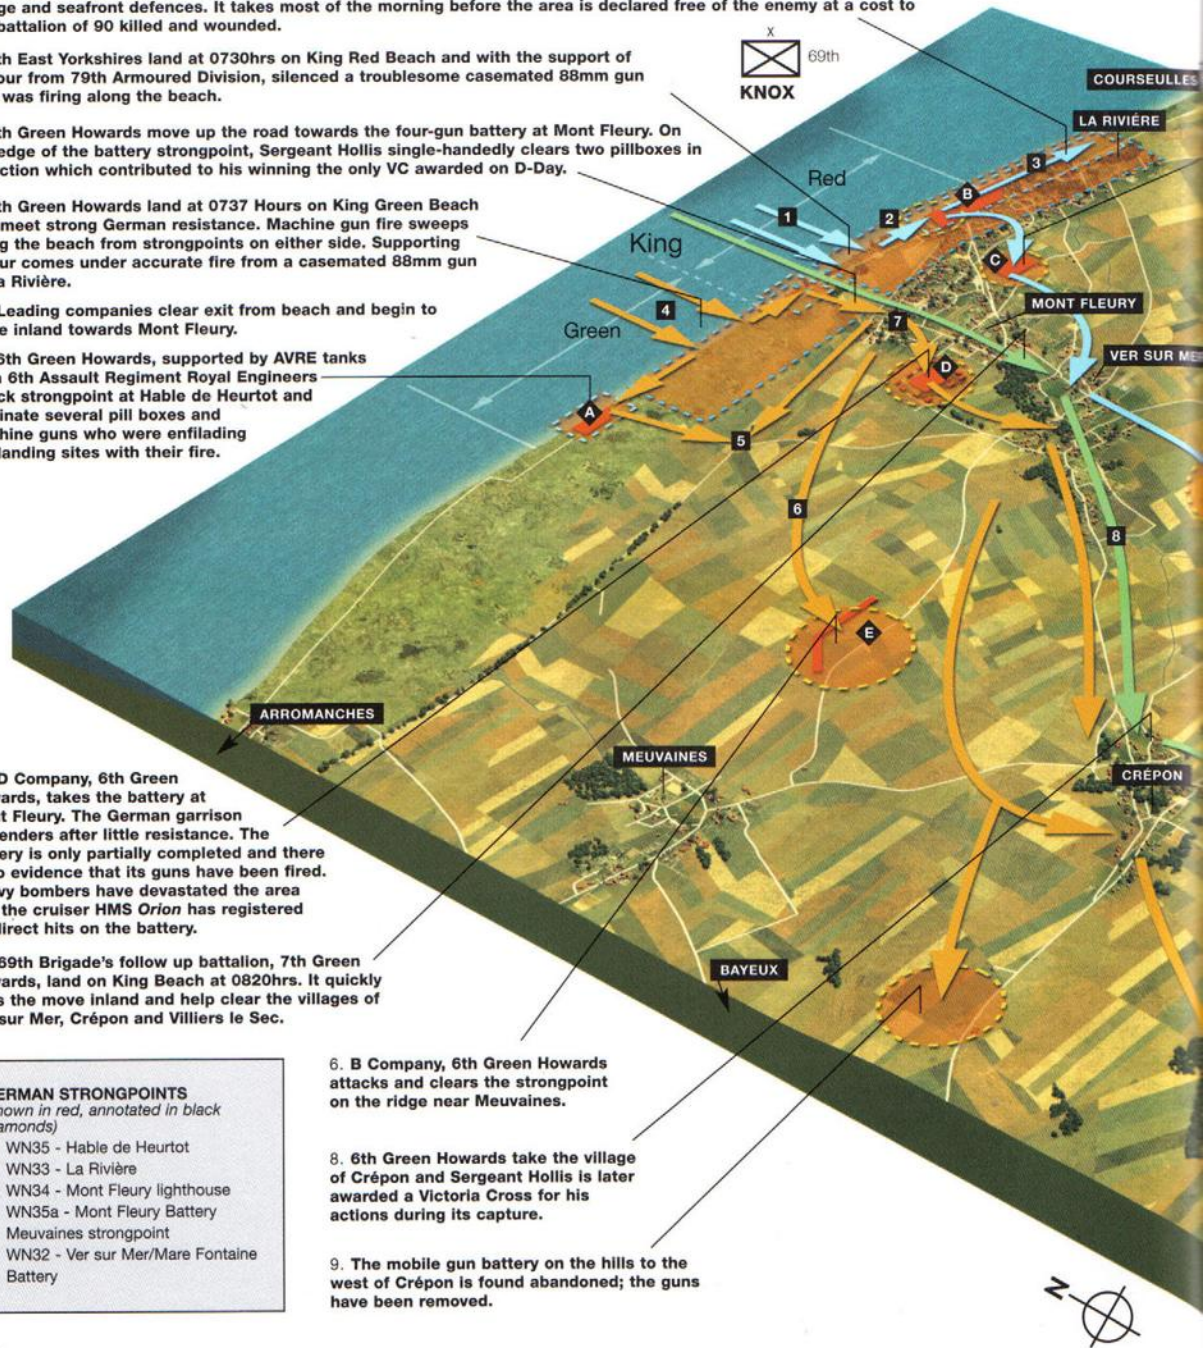 ge and seafront defences. It takes most of the morning before the area is declared free of the enemy at a cost to
battalion of 90 killed and wounded.
th East Yorkshires land at 0730hrs on King Red Beach and with the support of
our from 79th Armoured Division, silenced a troublesome casemated 88mm gun
was firing along the beach.
th Green Howards move up the road towards the four-gun battery at Mont Fleury. On
edge of the battery strongpoint, Sergeant Hollis single-handedly clears two pillboxes in
ction which contributed to his winning the only VC awarded on D-Day.
th Green Howards land at 0737 Hours on King Green Beach
meet strong German resistance. Machine gun fire sweeps
g the beach from strongpoints on either side. Supporting
ur comes under accurate fire from a casemated 88mm gun
a Rivière.
Leading companies clear exit from beach and begin to
e inland towards Mont Fleury.
6th Green Howards, supported by AVRE tanks
6th Assault Regiment Royal Engineers
ck strongpoint at Hable de Heurtot and
inate several pill boxes and
hine guns who were enfilading
landing sites with their fire.
X
69th
KNOX
COURSEULLES
LA RIVIÉRE
3
Red
B
1
2
King
C
MONT FLEURY
4
7
Green
VER SUR MER
D
A
5
6
8
E
ARROMANCHES
MEUVAINES
CRÉPON
BAYEUX
D Company, 6th Green
ards, takes the battery at
t Fleury. The German garrison
enders after little resistance. The
ery is only partially completed and there
o evidence that its guns have been fired.
vy bombers have devastated the area
the cruiser HMS Orion has registered
direct hits on the battery.
69th Brigade's follow up battalion, 7th Green
ards, land on King Beach at 0820hrs. It quickly
s the move inland and help clear the villages of
sur Mer, Crépon and Villiers le Sec.
ERMAN STRONGPOINTS
hown in red, annotated in black
amonds)
WN35 - Hable de Heurtot
WN33 - La Rivière
WN34 - Mont Fleury lighthouse
WN35a - Mont Fleury Battery
Meuvaines strongpoint
WN32 - Ver sur Mer/Mare Fontaine
Battery
6. B Company, 6th Green Howards
attacks and clears the strongpoint
on the ridge near Meuvaines.
8. 6th Green Howards take the village
of Crépon and Sergeant Hollis is later
awarded a Victoria Cross for his
actions during its capture.
9. The mobile gun battery on the hills to the
west of Crépon is found abandoned; the guns
have been removed.
N